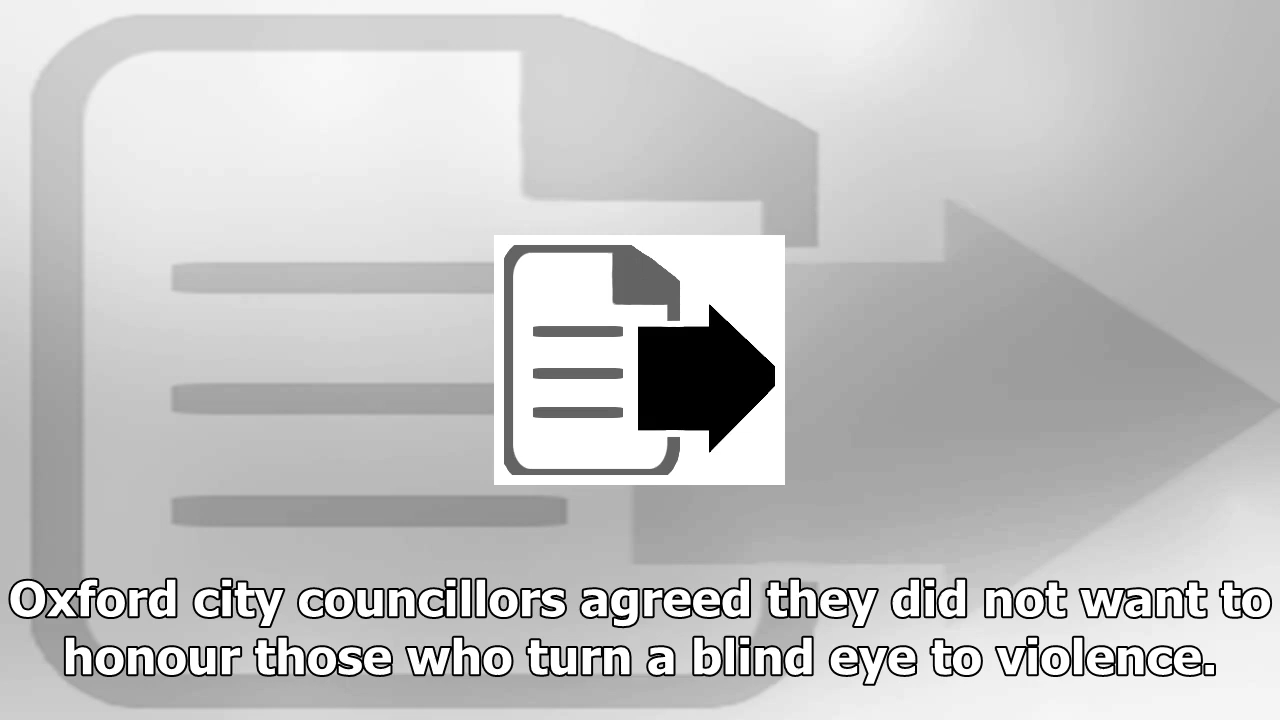 Oxford city councillors agreed they did not want to
honour those who turn a blind eye to violence.